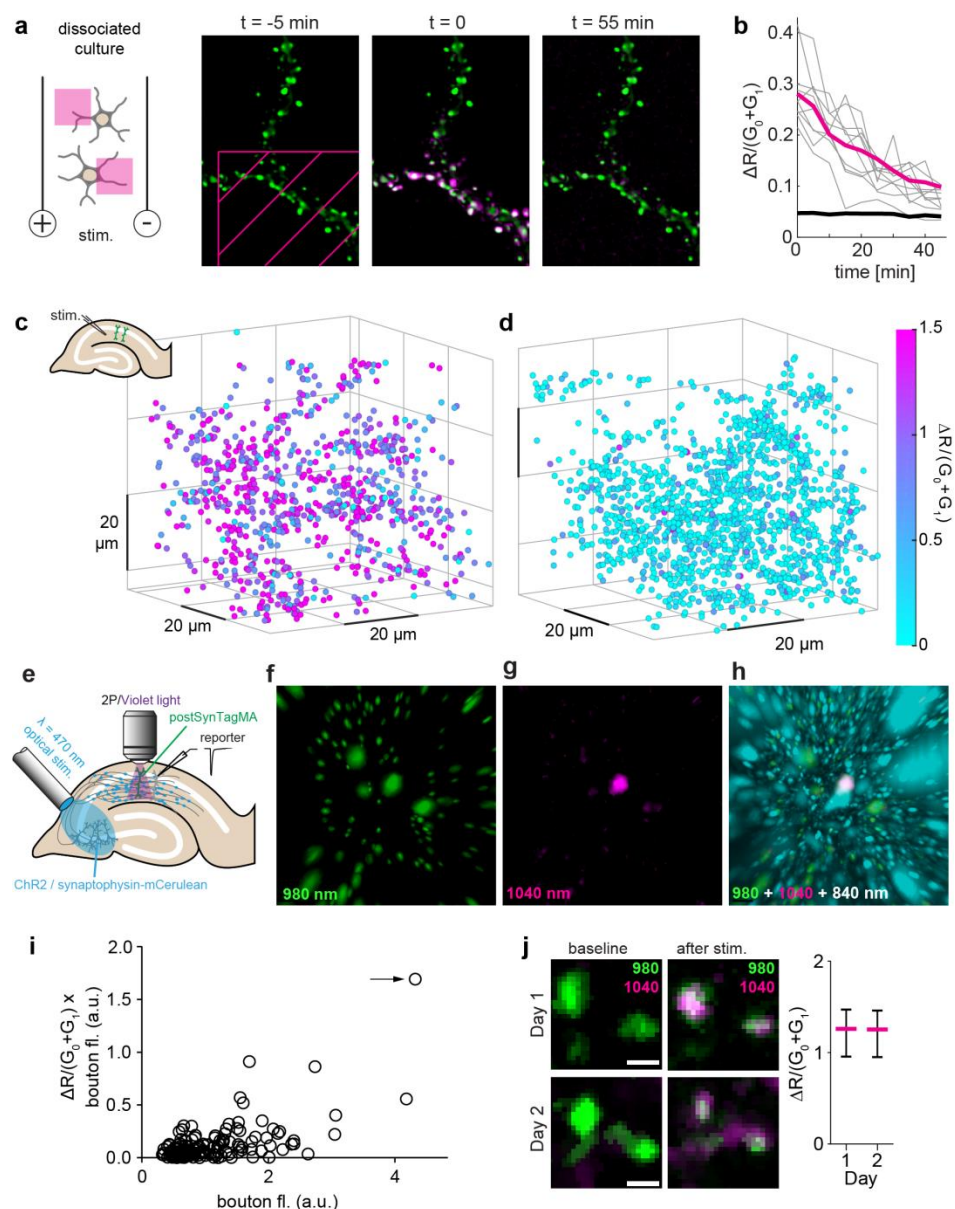 a
dissociated
culture
+
-
stim.
t = -5 min
t = 0
t = 55 min
b
ΔR/(G₀+G₁)
0.4
0.3
0.2
0.1
0
0
20
40
time [min]
c
stim.
20
µm
20 µm
20 µm
d
20 µm
20 µm
1.5
1
0.5
0
ΔR/(G₀+G₁)
e
2P/Violet light
postSynTagMA
reporter
λ = 470 nm
optical stim.
ChR2 / synaptophysin-mCerulean
f
980 nm
g
1040 nm
h
980 + 1040 + 840 nm
i
ΔR/(G₀+G₁) x
bouton fl. (a.u.)
2.0
1.5
1.0
0.5
0.0
0
2
4
bouton fl. (a.u.)
j
baseline
after stim.
Day 1
980
1040
980
1040
Day 2
ΔR/(G₀+G₁)
2
1
0
1
2
Day